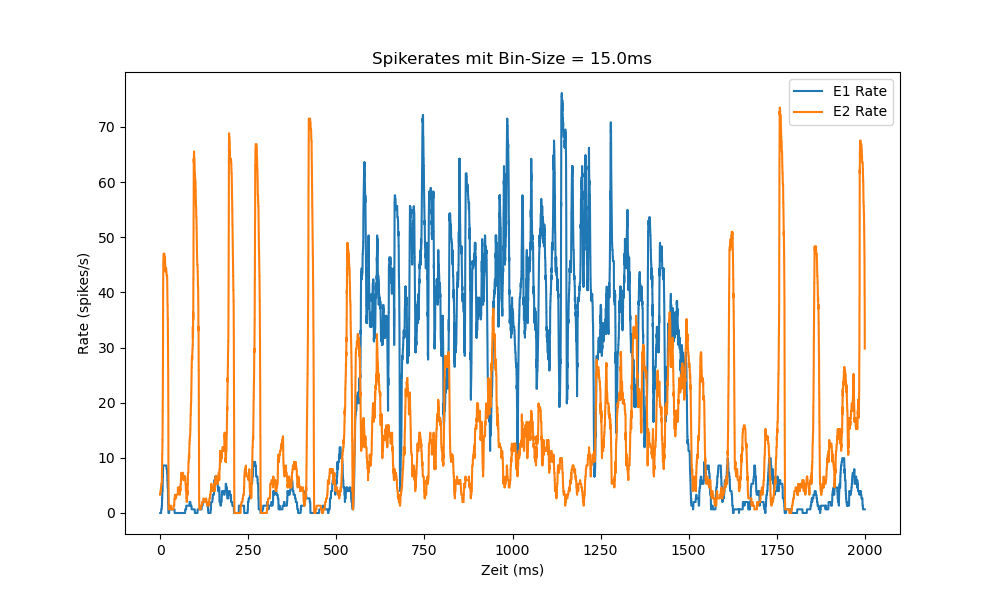 Spikerates mit Bin-Size = 15.0ms
E1 Rate
E2 Rate
70
60
50
40
30
20
10
0
Rate (spikes/s)
0 250 500 750 1000 1250 1500 1750 2000
Zeit (ms)